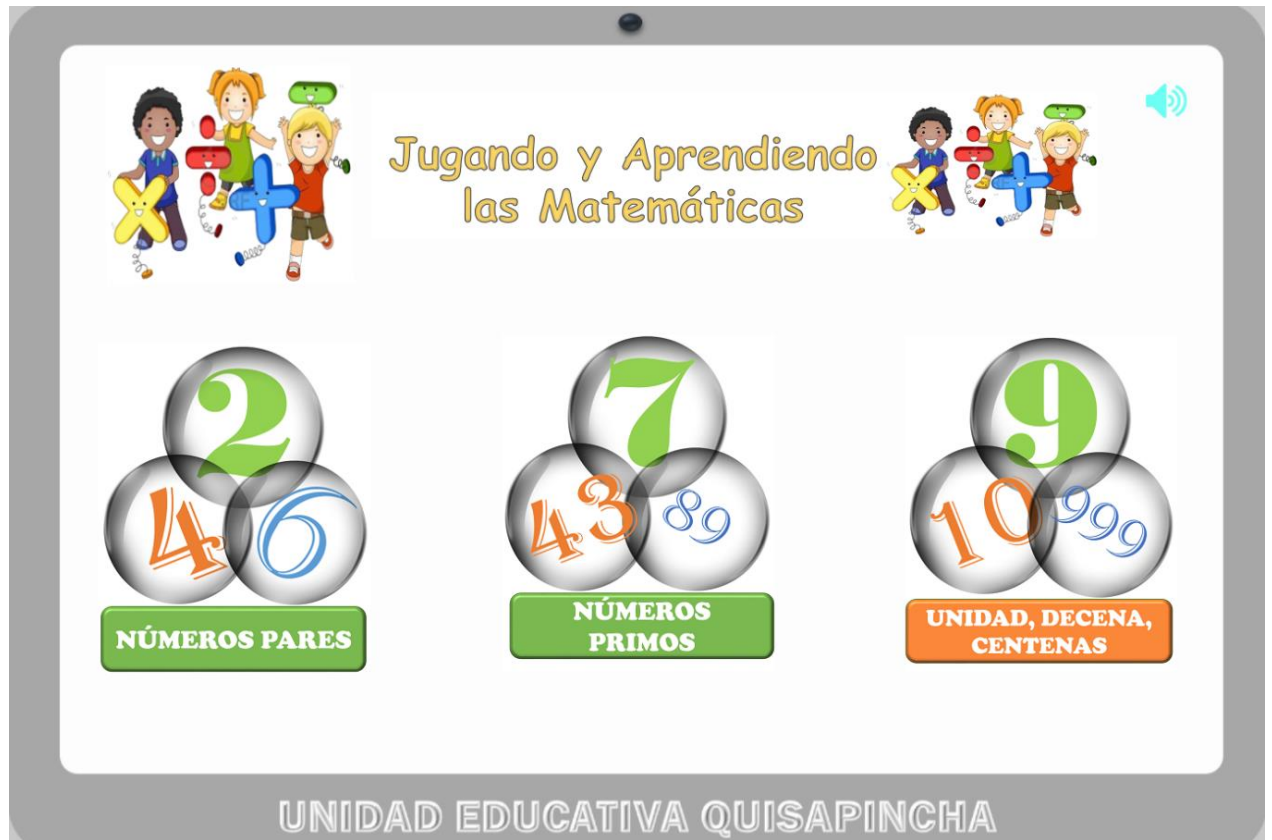 Jugando y Aprendiendo
las Matemáticas
2
4 6
NÚMEROS PARES
7
43 89
NÚMEROS
PRIMOS
9
10 999
UNIDAD, DECENA,
CENTENAS
UNIDAD EDUCATIVA QUISAPINCHA